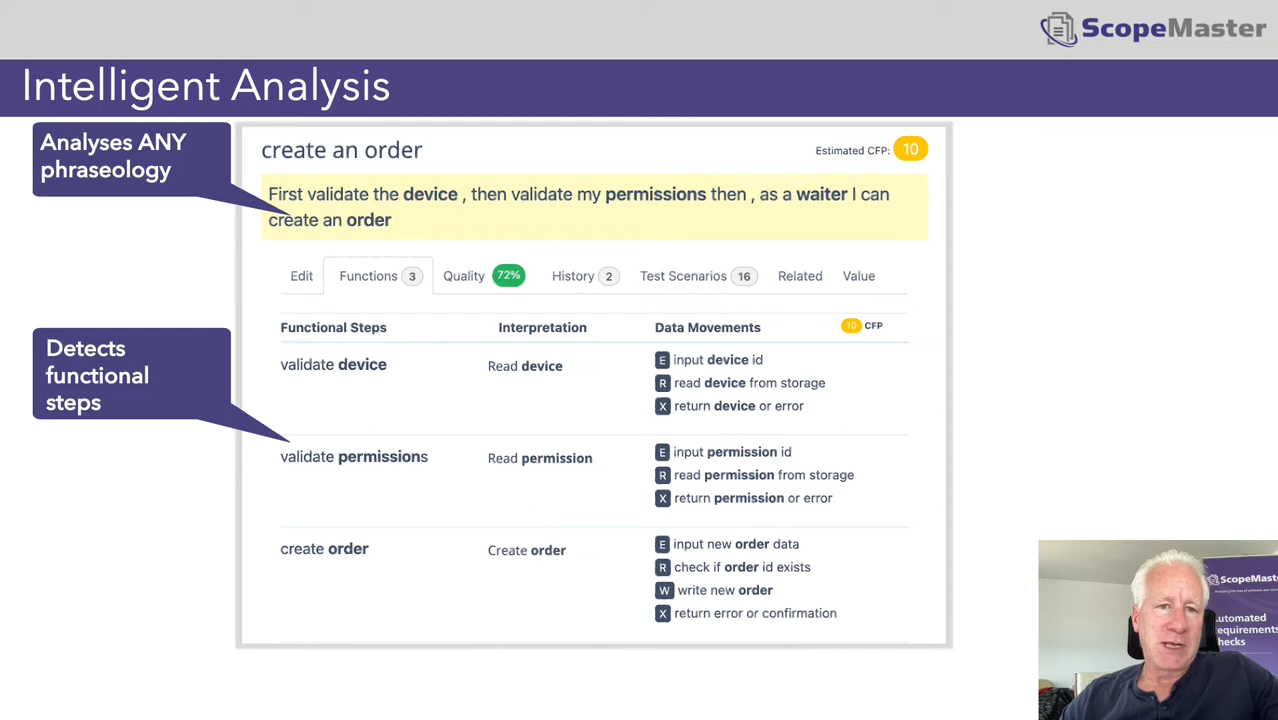 ScopeMaster
Intelligent Analysis
Analyses ANY
phraseology
create an order
Estimated CFP: 10
First validate the device , then validate my permissions then , as a waiter I can
create an order
Edit Functions 3 Quality 72% History 2 Test Scenarios 16 Related Value
Detects
functional
steps
Functional Steps Interpretation Data Movements 10 CFP
validate device Read device
E input device id
R read device from storage
X return device or error
validate permissions Read permission
E input permission id
R read permission from storage
X return permission or error
create order Create order
E input new order data
R check if order id exists
W write new order
X return error or confirmation
ScopeMaste
utomated
equirements
hecks